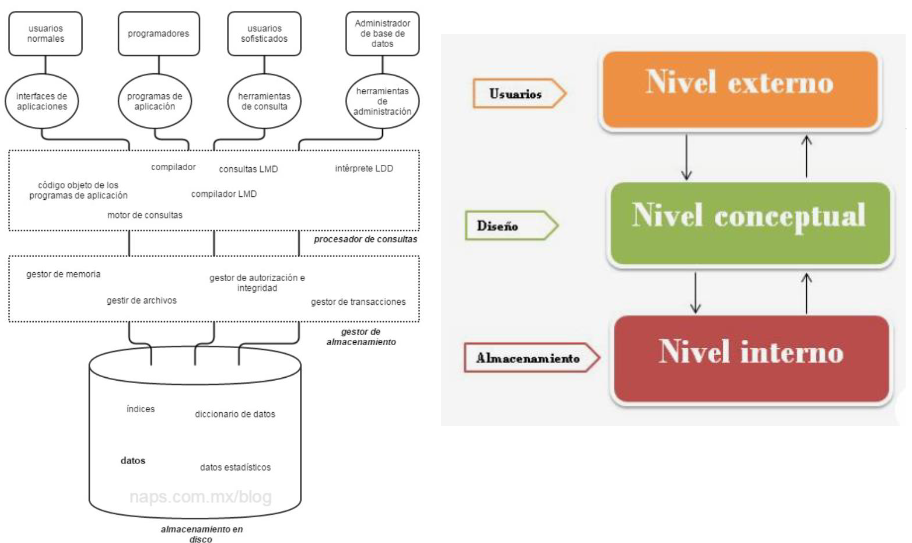 usuarios
normales
programadores
usuarios
sofisticados
Administrador
de base de
datos
interfaces de
aplicaciones
programas de
aplicación
herramientas
de consulta
herramientas
de
administración
compilador
consultas LMD
intérprete LDD
código objeto de los
programas de aplicación
compilador LMD
motor de consultas
procesador de consultas
gestor de memoria
gestor de autorización e
integridad
gestir de archivos
gestor de transacciones
gestor de
almacenamiento
índices
diccionario de datos
datos
datos estadísticos
naps.com.mx/blog
almacenamiento en
disco
Usuarios
Nivel externo
Diseño
Nivel conceptual
Almacenamiento
Nivel interno